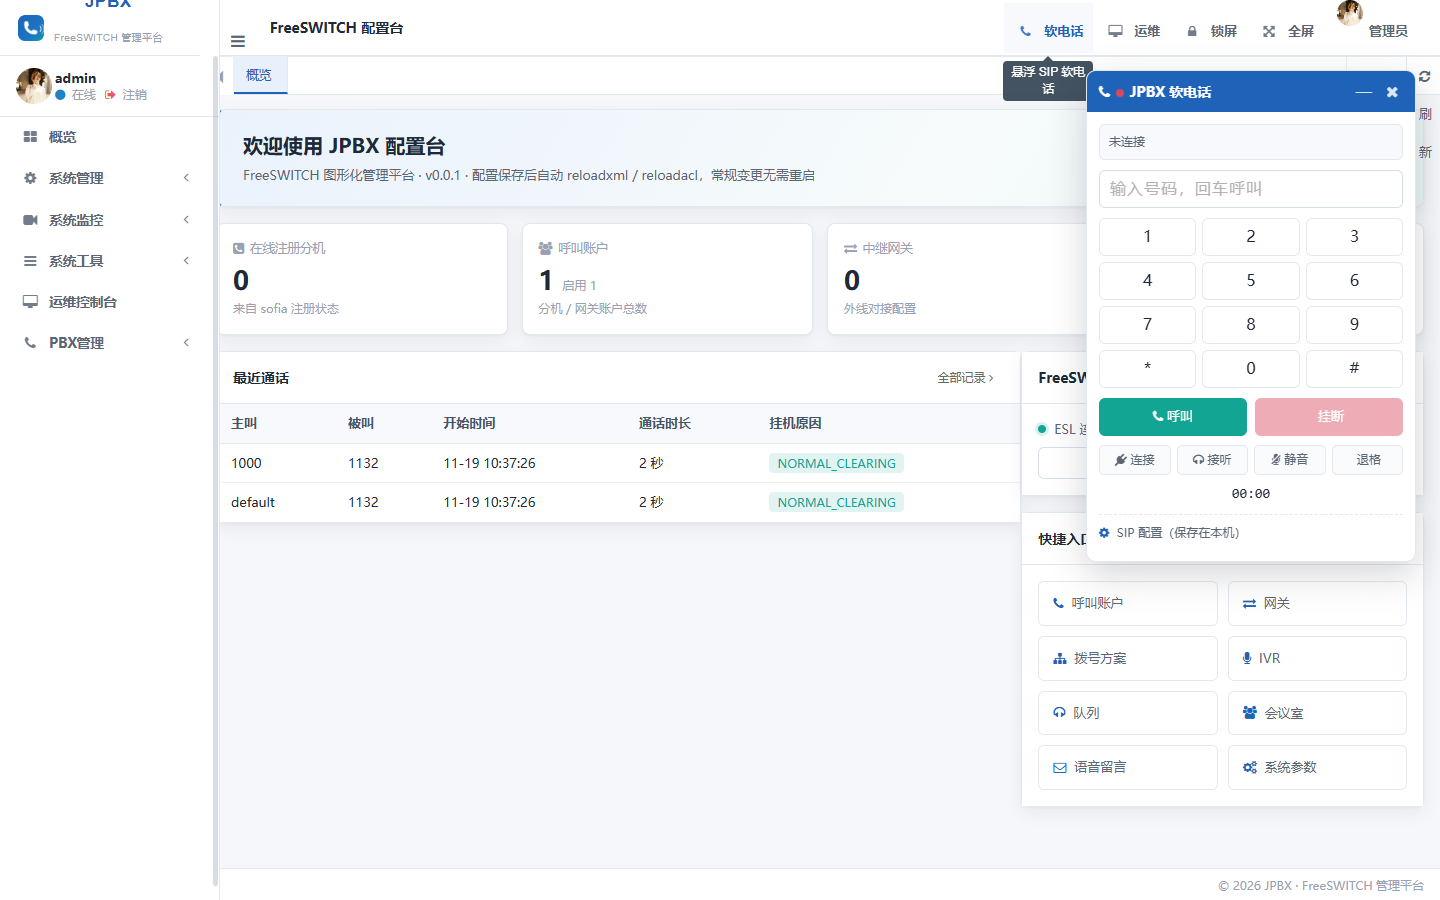 JPBX
FreeSWITCH 管理平台
FreeSWITCH 配置台
软电话
运维
锁屏
全屏
管理员
admin
在线 注销
概览
系统管理
系统监控
系统工具
运维控制台
PBX管理
概览
悬浮 SIP 软电
话
刷
新
欢迎使用 JPBX 配置台
FreeSWITCH 图形化管理平台 · v0.0.1 · 配置保存后自动 reloadxml / reloadacl，常规变更无需重启
在线注册分机
0
来自 sofia 注册状态
呼叫账户
1 启用 1
分机 / 网关账户总数
中继网关
0
外线对接配置
最近通话
全部记录
主叫 被叫 开始时间 通话时长 挂机原因
1000 1132 11-19 10:37:26 2 秒 NORMAL_CLEARING
default 1132 11-19 10:37:26 2 秒 NORMAL_CLEARING
ESL
快捷入口
呼叫账户
网关
拨号方案
IVR
队列
会议室
语音留言
系统参数
JPBX 软电话
未连接
输入号码，回车呼叫
1 2 3
4 5 6
7 8 9
* 0 #
呼叫 挂断
连接 接听 静音 退格
00:00
SIP 配置（保存在本机）
© 2026 JPBX · FreeSWITCH 管理平台